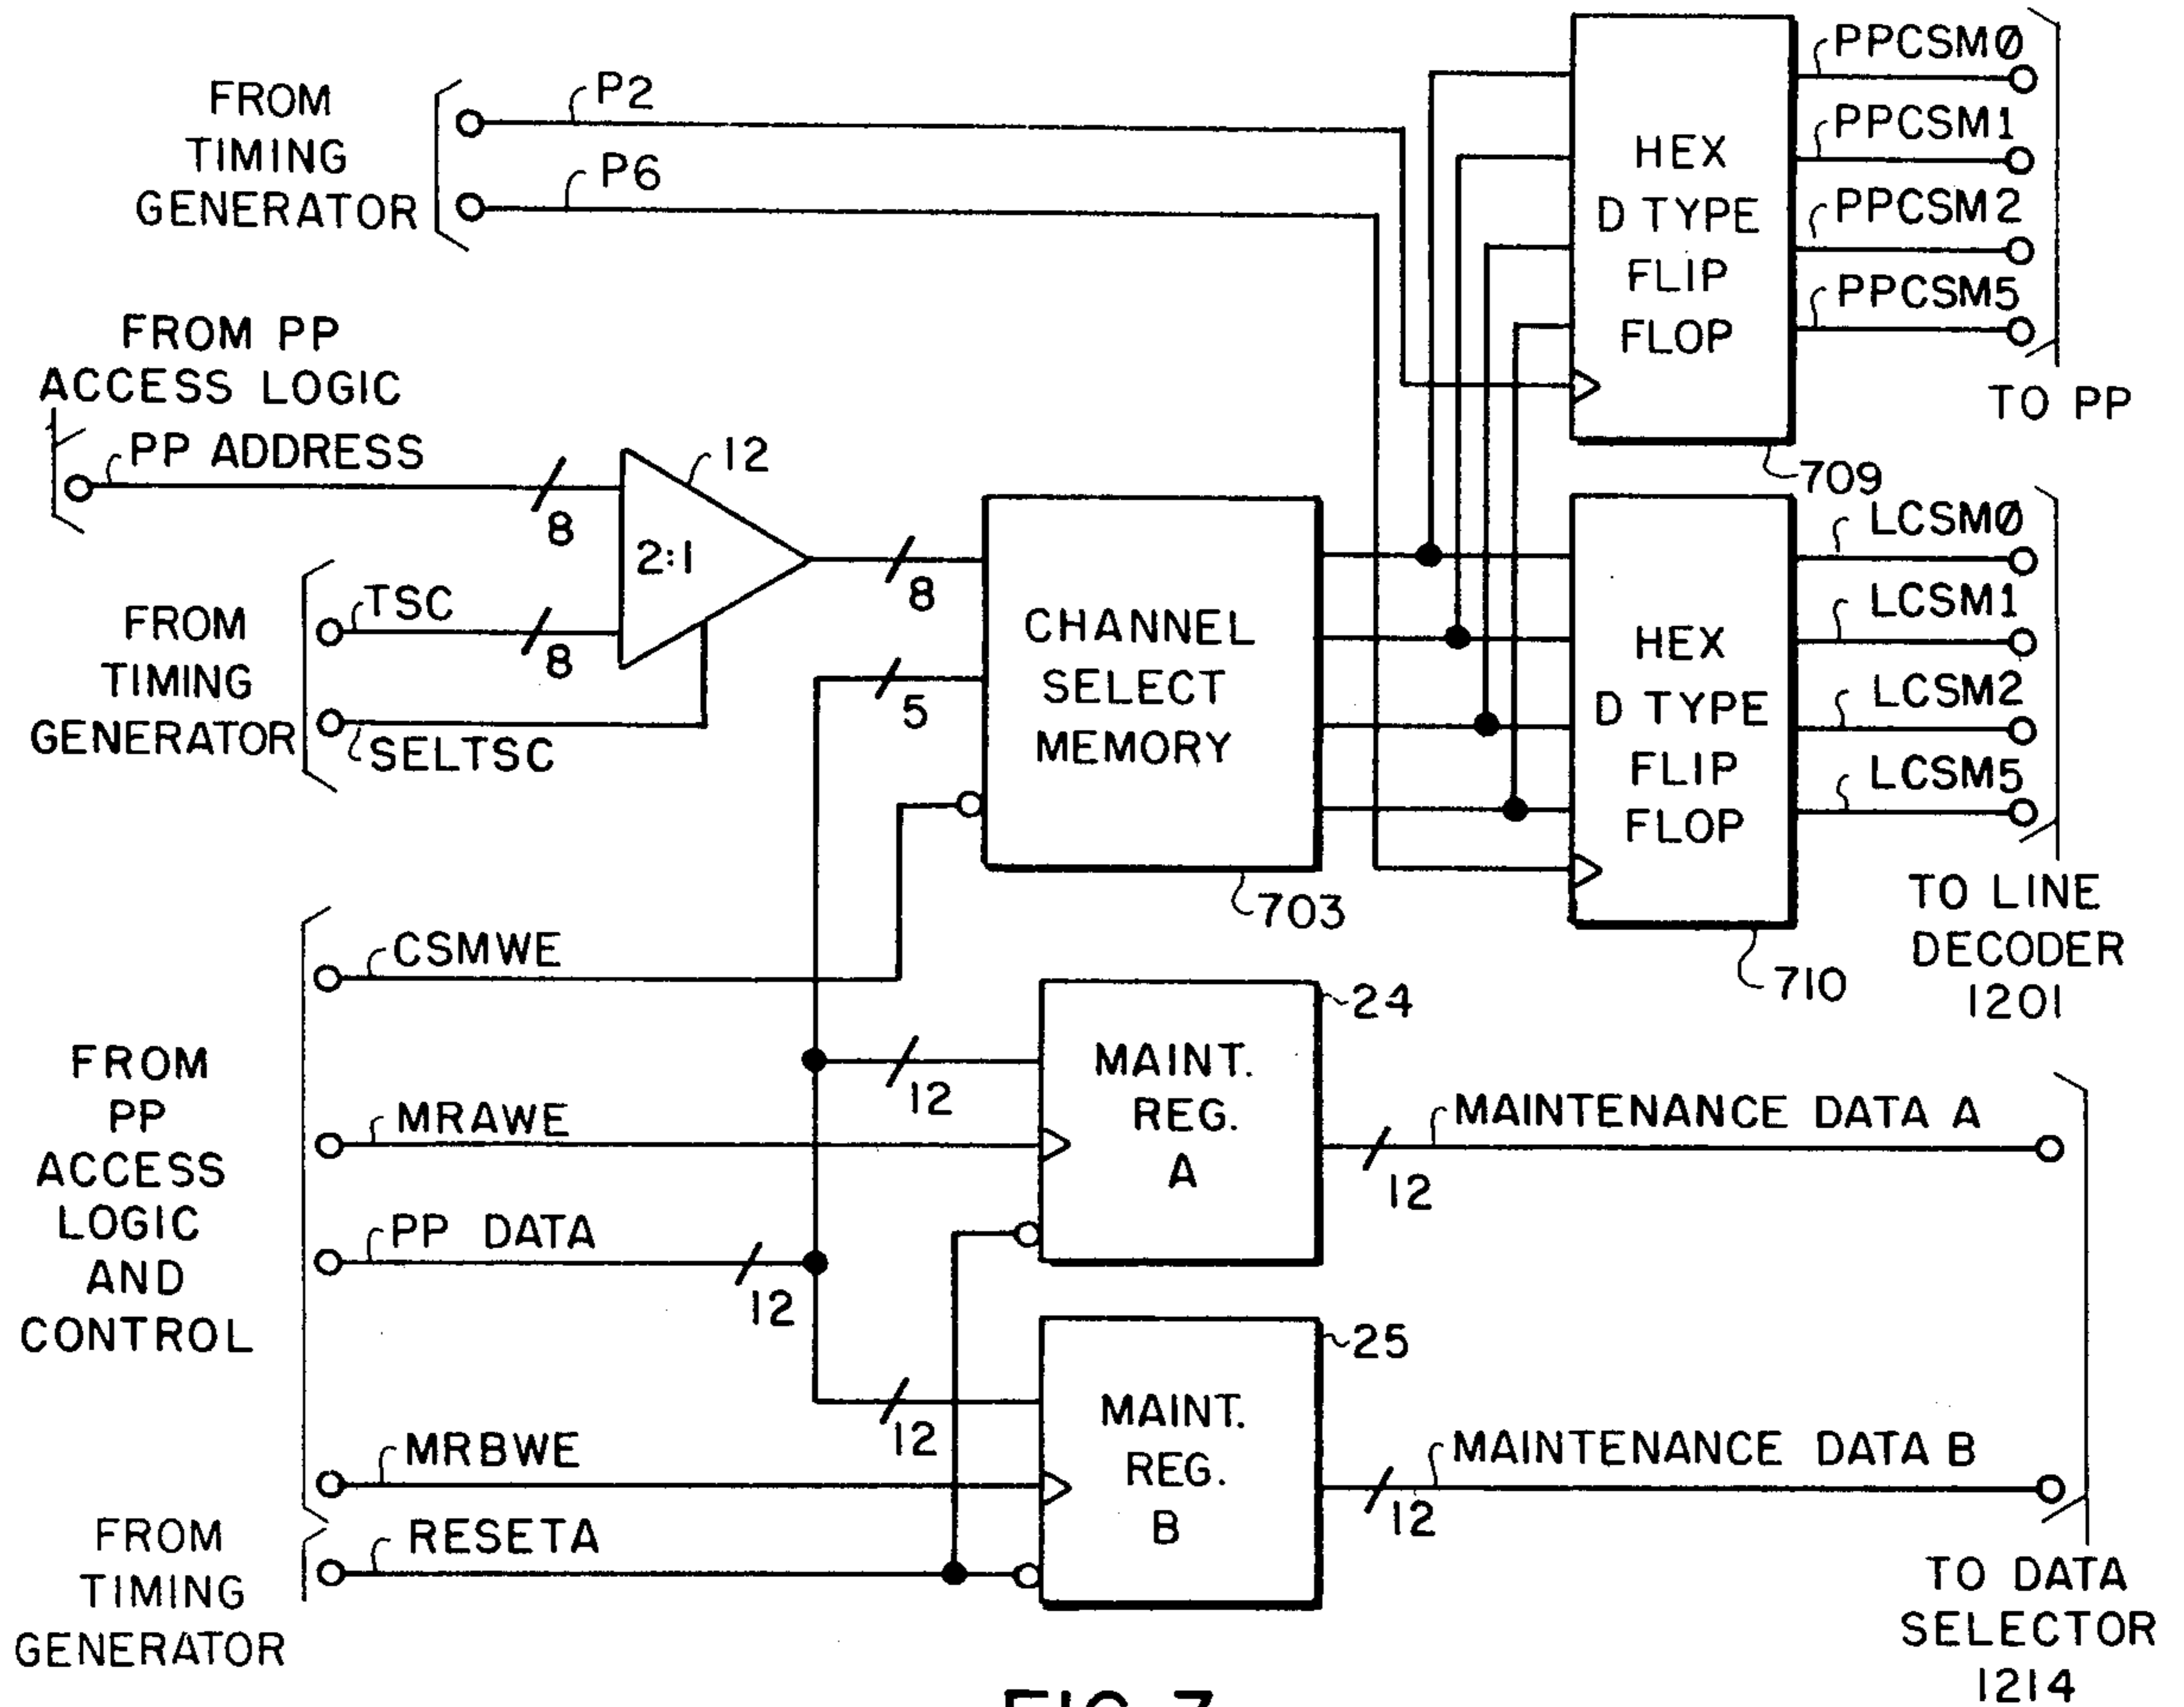 FROM
TIMING
GENERATOR
P2
P6
HEX
D TYPE
FLIP
FLOP
PPCSMØ
PPCSM1
PPCSM2
PPCSM5
TO PP
709
FROM PP
ACCESS LOGIC
PP ADDRESS
8
12
2:1
8
FROM
TIMING
GENERATOR
TSC
8
SELTSC
5
CHANNEL
SELECT
MEMORY
703
HEX
D TYPE
FLIP
FLOP
LCSMØ
LCSM1
LCSM2
LCSM5
710
TO LINE
DECODER
1201
FROM
PP
ACCESS
LOGIC
AND
CONTROL
CSMWE
MRAWE
PP DATA
12
MRBWE
12
MAINT.
REG.
A
24
MAINTENANCE DATA A
12
12
MAINT.
REG.
B
25
MAINTENANCE DATA B
12
FROM
TIMING
GENERATOR
RESETA
TO DATA
SELECTOR
1214
FIG. 7